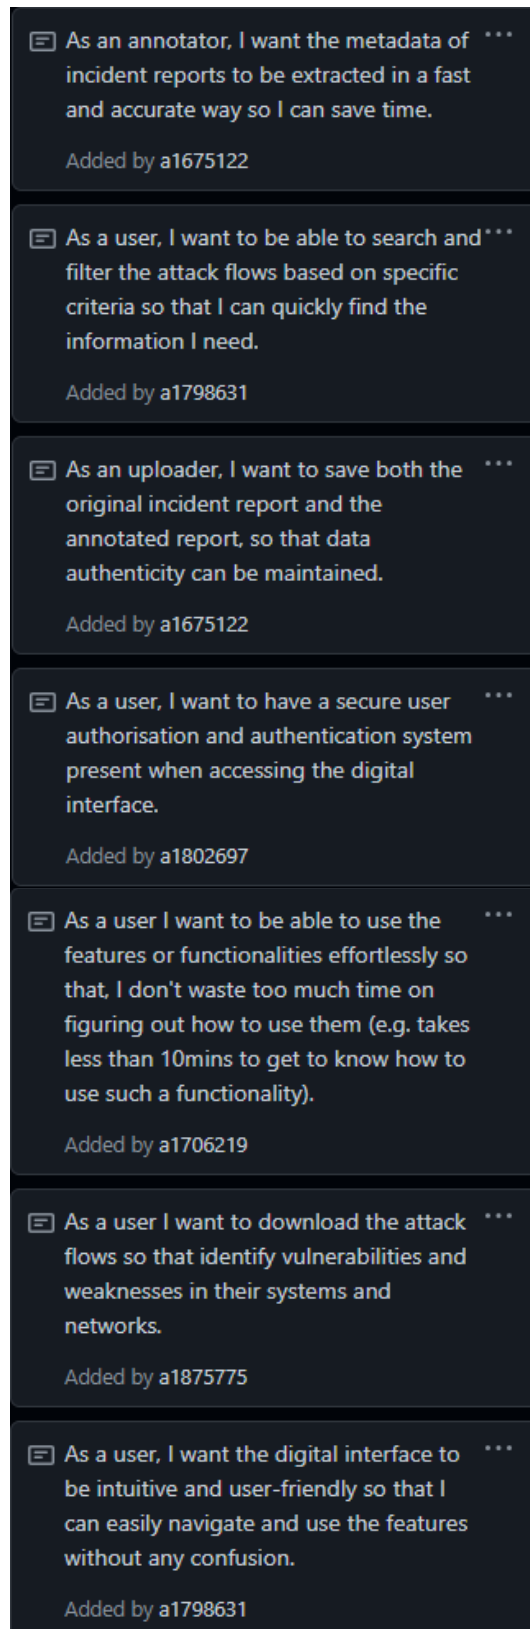 As an annotator, I want the metadata of
incident reports to be extracted in a fast
and accurate way so I can save time.
Added by a1675122
As a user, I want to be able to search and
filter the attack flows based on specific
criteria so that I can quickly find the
information I need.
Added by a1798631
As an uploader, I want to save both the
original incident report and the
annotated report, so that data
authenticity can be maintained.
Added by a1675122
As a user, I want to have a secure user
authorisation and authentication system
present when accessing the digital
interface.
Added by a1802697
As a user I want to be able to use the
features or functionalities effortlessly so
that, I don't waste too much time on
figuring out how to use them (e.g. takes
less than 10mins to get to know how to
use such a functionality).
Added by a1706219
As a user I want to download the attack
flows so that identify vulnerabilities and
weaknesses in their systems and
networks.
Added by a1875775
As a user, I want the digital interface to
be intuitive and user-friendly so that I
can easily navigate and use the features
without any confusion.
Added by a1798631